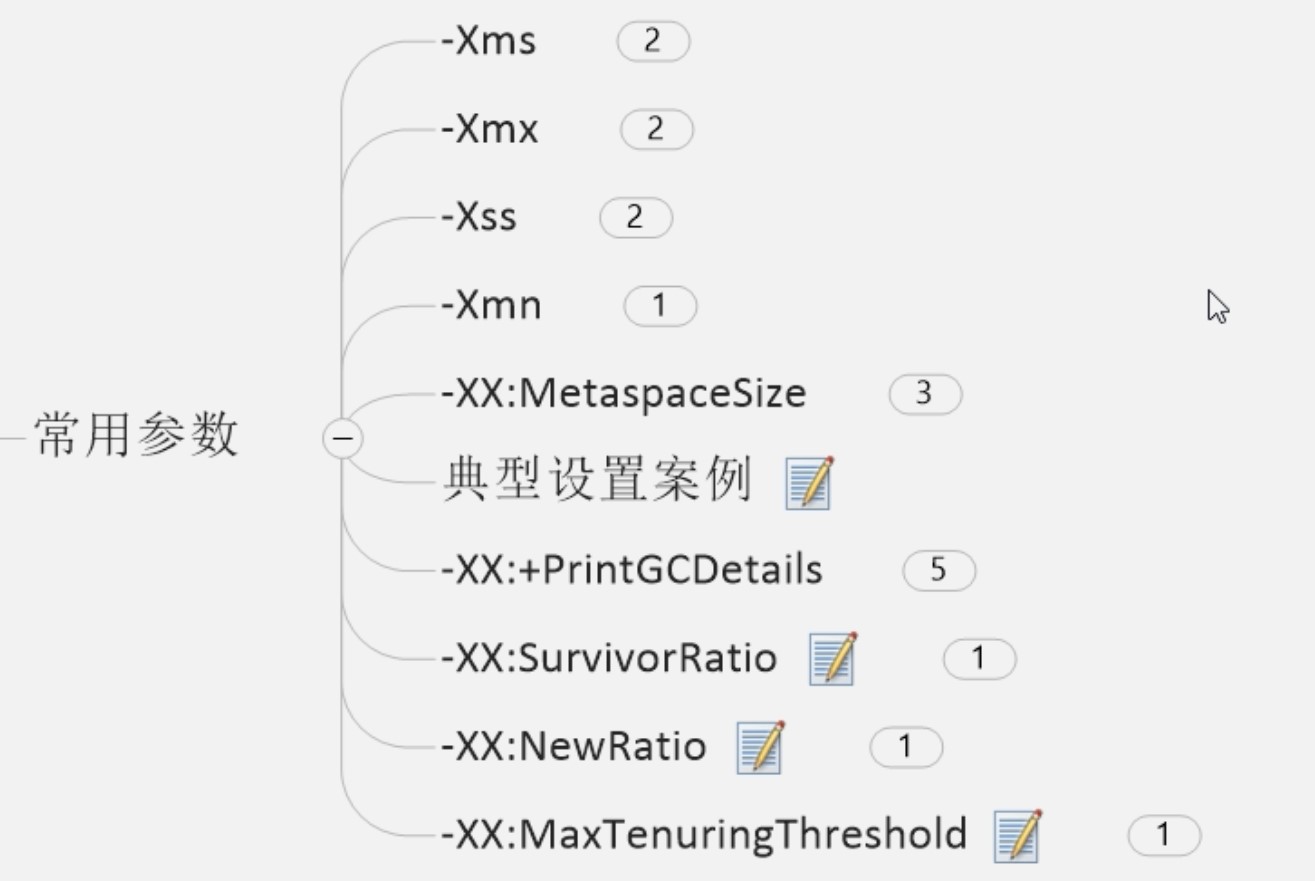 -Xms 2
-Xmx 2
-Xss 2
-Xmn 1
-XX:MetaspaceSize 3
常用参数
典型设置案例
-XX:+PrintGCDetails 5
-XX:SurvivorRatio 1
-XX:NewRatio 1
-XX:MaxTenuringThreshold 1